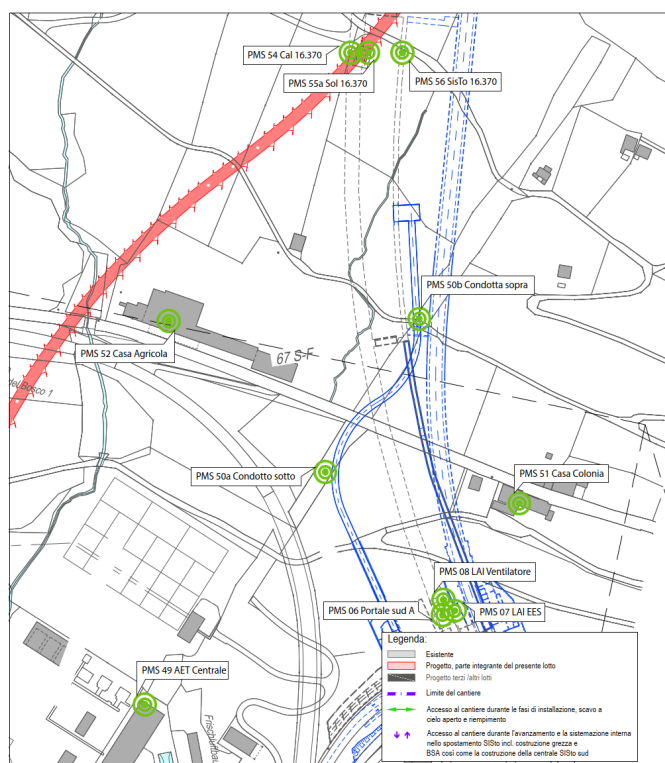 PMS 54 Cal 16.370
PMS 55a Sol 16.370
PMS 56 SisTo 16.370
PMS 50b Condotta sopra
PMS 52 Casa Agricola
67 S-F
del Bosco 1
PMS 50a Condotto sotto
PMS 51 Casa Colonia
PMS 08 LAI Ventilatore
PMS 06 Portale sud A
PMS 07 LAI EES
PMS 49 AET Centrale
Frischluftbau
Legenda:
Esistente
Progetto, parte integrante del presente lotto
Progetto terzi /altri lotti
Limite del cantiere
Accesso al cantiere durante le fasi di installazione, scavo a
cielo aperto e riempimento
Accesso al cantiere durante l'avanzamento e la sistemazione interna
nello spostamento SISto incl. costruzione grezza e
BSA così come la costruzione della centrale SISto sud